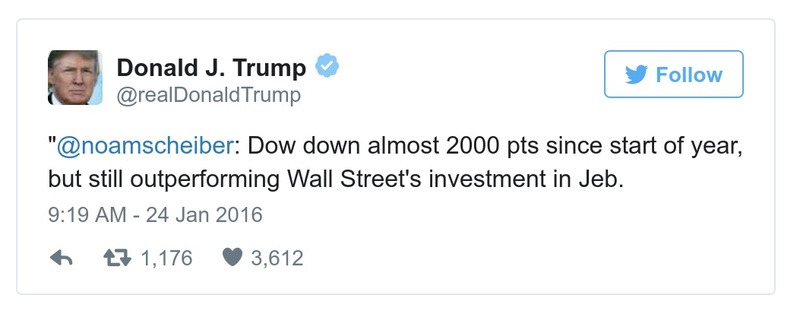 Donald J. Trump
@realDonaldTrump
Follow
"@noamscheiber: Dow down almost 2000 pts since start of year,
but still outperforming Wall Street's investment in Jeb.
9:19 AM - 24 Jan 2016
1,176 3,612